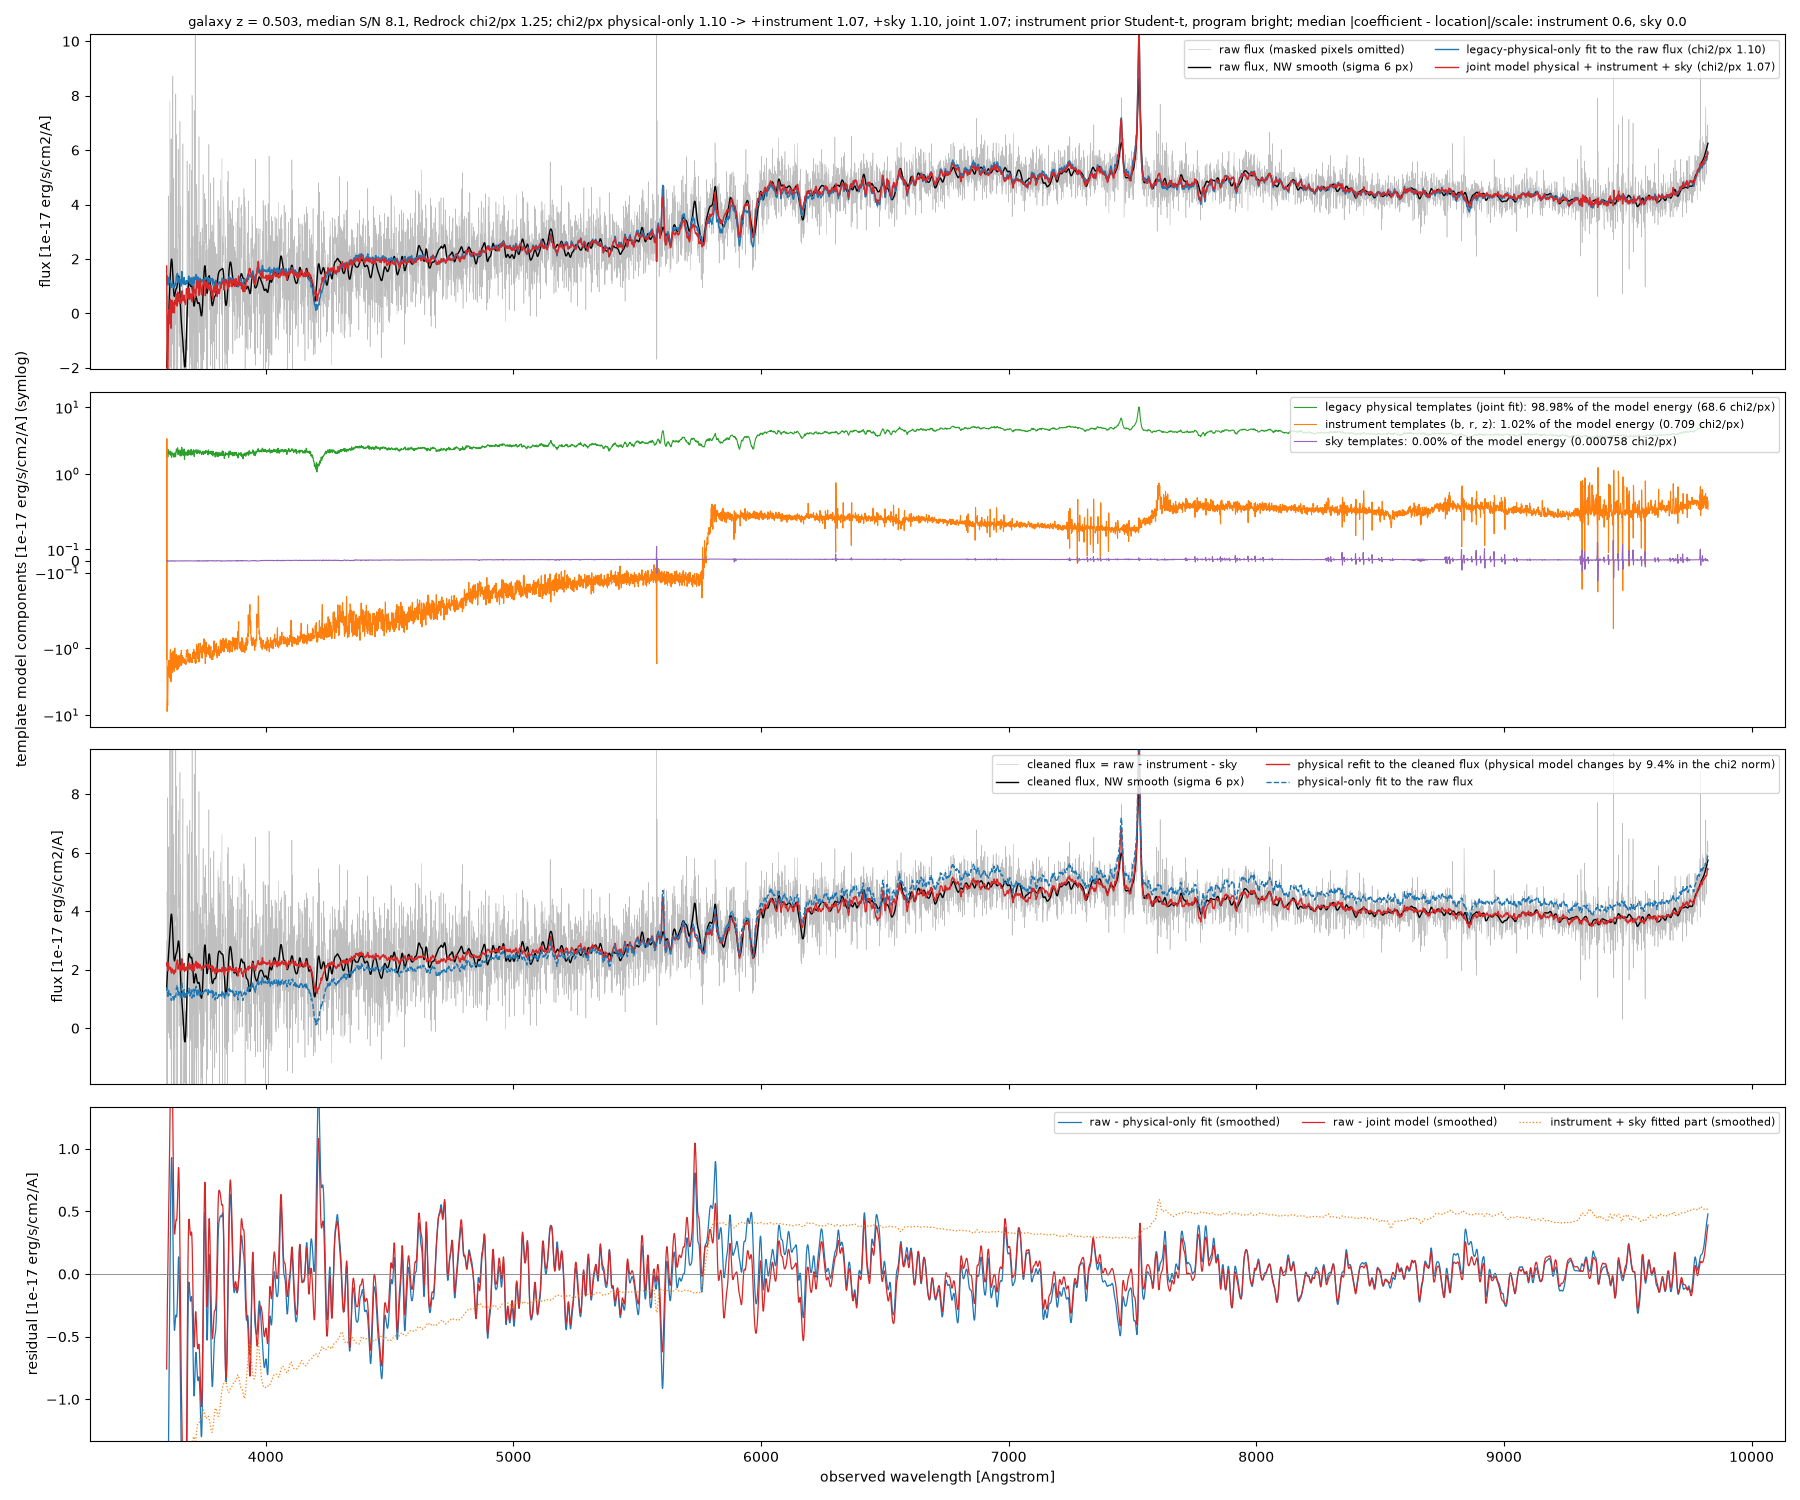 galaxy z = 0.503, median S/N 8.1, Redrock chi2/px 1.25; chi2/px physical-only 1.10 -> +instrument 1.07, +sky 1.10, joint 1.07; instrument prior Student-t, program bright; median |coefficient - location|/scale: instrument 0.6, sky 0.0
raw flux (masked pixels omitted)
raw flux, NW smooth (sigma 6 px)
legacy-physical-only fit to the raw flux (chi2/px 1.10)
joint model physical + instrument + sky (chi2/px 1.07)
flux [1e-17 erg/s/cm2/A]
10
8
6
4
2
0
−2
legacy physical templates (joint fit): 98.98% of the model energy (68.6 chi2/px)
instrument templates (b, r, z): 1.02% of the model energy (0.709 chi2/px)
sky templates: 0.00% of the model energy (0.000758 chi2/px)
template model components [1e-17 erg/s/cm2/A] (symlog)
10¹
10⁰
10⁻¹
0
−10⁻¹
−10⁰
−10¹
cleaned flux = raw - instrument - sky
cleaned flux, NW smooth (sigma 6 px)
physical refit to the cleaned flux (physical model changes by 9.4% in the chi2 norm)
physical-only fit to the raw flux
flux [1e-17 erg/s/cm2/A]
8
6
4
2
0
raw - physical-only fit (smoothed)
raw - joint model (smoothed)
instrument + sky fitted part (smoothed)
residual [1e-17 erg/s/cm2/A]
1.0
0.5
0.0
−0.5
−1.0
4000 5000 6000 7000 8000 9000 10000
observed wavelength [Angstrom]